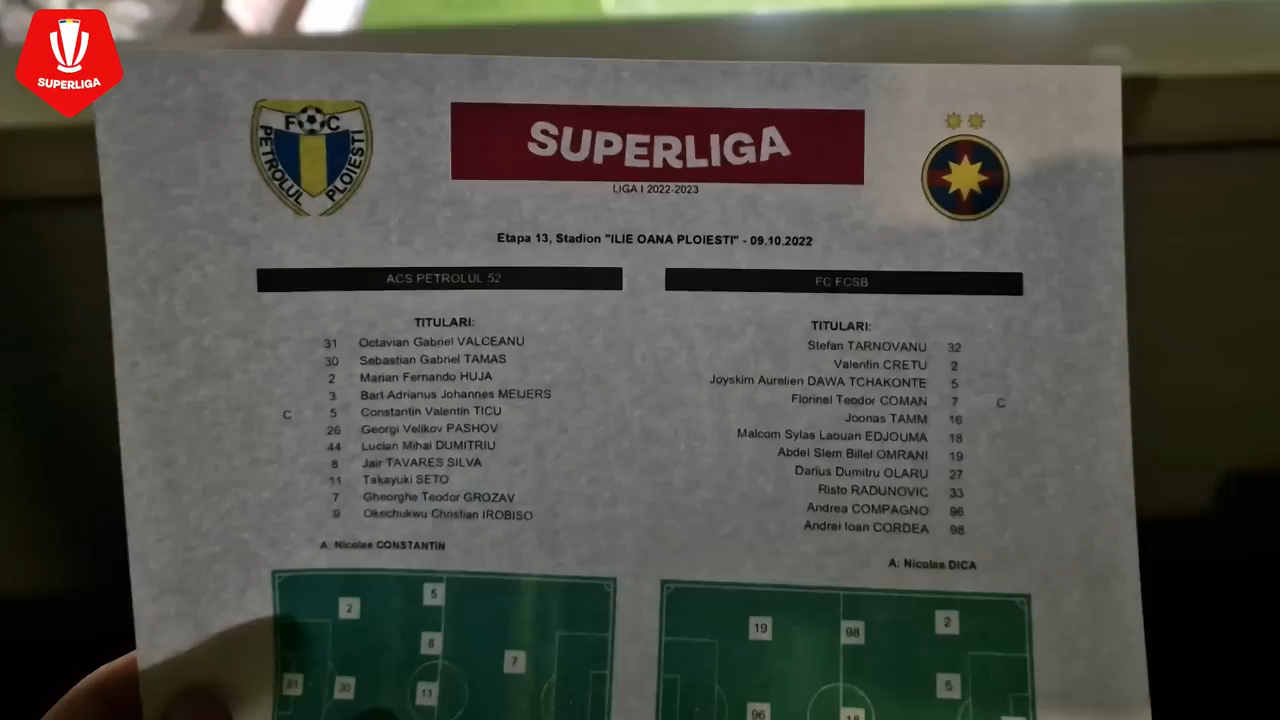 SUPERLIGA
FC
PETROLUL PLOIESTI
SUPERLIGA
LIGA I 2022-2023
Etapa 13, Stadion "ILIE OANA PLOIESTI" - 09.10.2022
ACS PETROLUL 52
FC FCSB
TITULARI:
31 Octavian Gabriel VALCEANU
30 Sebastian Gabriel TAMAS
2 Marian Fernando HUJA
3 Bart Adrianus Johannes MEIJERS
C 5 Constantin Valentin TICU
26 Georgi Velikov PASHOV
44 Lucian Mihai DUMITRIU
8 Jair TAVARES SILVA
11 Takayuki SETO
7 Gheorghe Teodor GROZAV
9 Okechukwu Christian IROBISO
A: Nicolae CONSTANTIN
TITULARI:
Stefan TARNOVANU 32
Valentin CRETU 2
Joyskim Aurelien DAWA TCHAKONTE 5
Florinel Teodor COMAN 7 C
Joonas TAMM 16
Malcom Sylas Laouan EDJOUMA 18
Abdel Slem Billel OMRANI 19
Darius Dumitru OLARU 27
Risto RADUNOVIC 33
Andrea COMPAGNO 96
Andrei Ioan CORDEA 98
A: Nicolae DICA
5
2
8
7
31 30 11
19 98 2
5
96 18